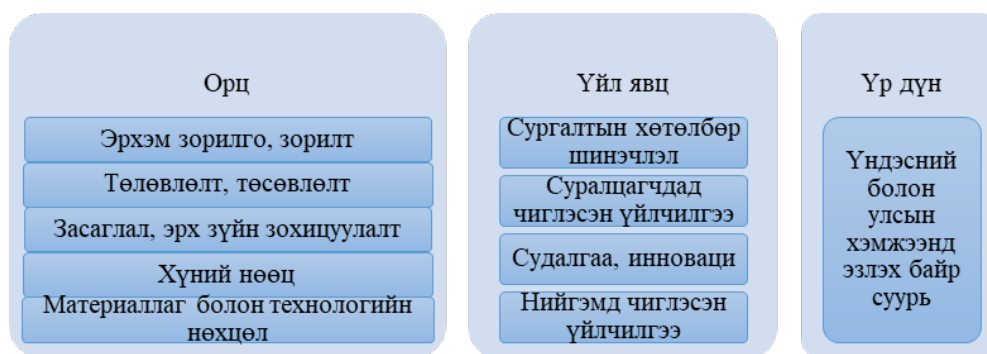 Орц
Эрхэм зорилго, зорилт
Төлөвлөлт, төсөвлөлт
Засаглал, эрх зүйн зохицуулалт
Хүний нөөц
Материаллаг болон технологийн
нөхцөл
Үйл явц
Сургалтын хөтөлбөр
шинэчлэл
Суралцагчдад
чиглэсэн үйлчилгээ
Судалгаа, инноваци
Нийгэмд чиглэсэн
үйлчилгээ
Үр дүн
Үндэсний
болон
улсын
хэмжээнд
эзлэх байр
суурь